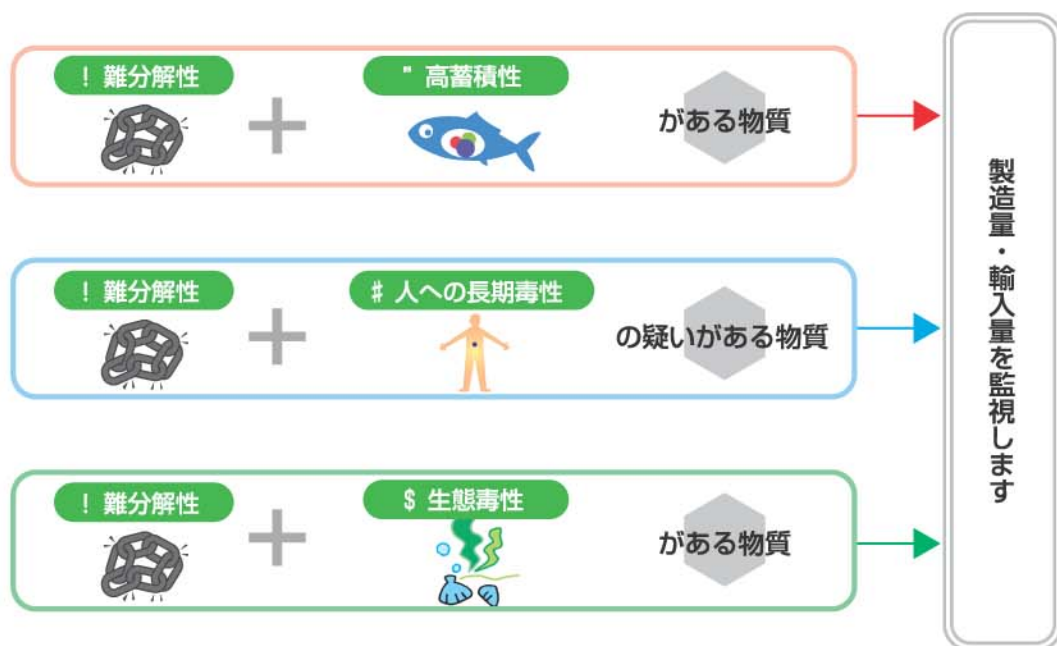 ! 難分解性
" 高蓄積性
がある物質
! 難分解性
# 人への長期毒性
の疑いがある物質
! 難分解性
$ 生態毒性
がある物質
製造量・輸入量を監視します